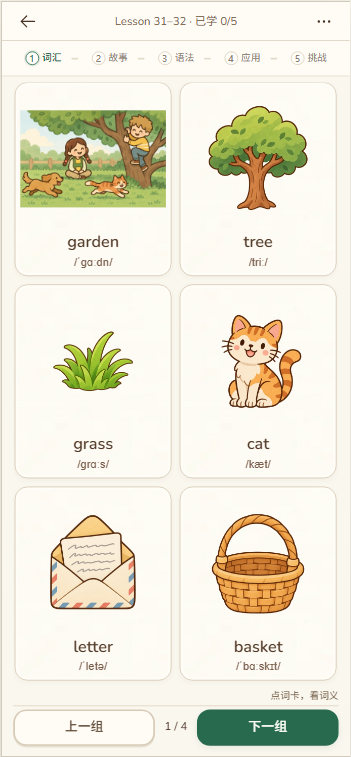 Lesson 31–32 · 已学 0/5
1 词汇 – 2 故事 – 3 语法 – 4 应用 – 5 挑战
garden
/ˈɡɑːdn/
tree
/triː/
grass
/ɡrɑːs/
cat
/kæt/
letter
/ˈletə/
basket
/ˈbɑːskɪt/
点词卡，看词义
上一组
1 / 4
下一组